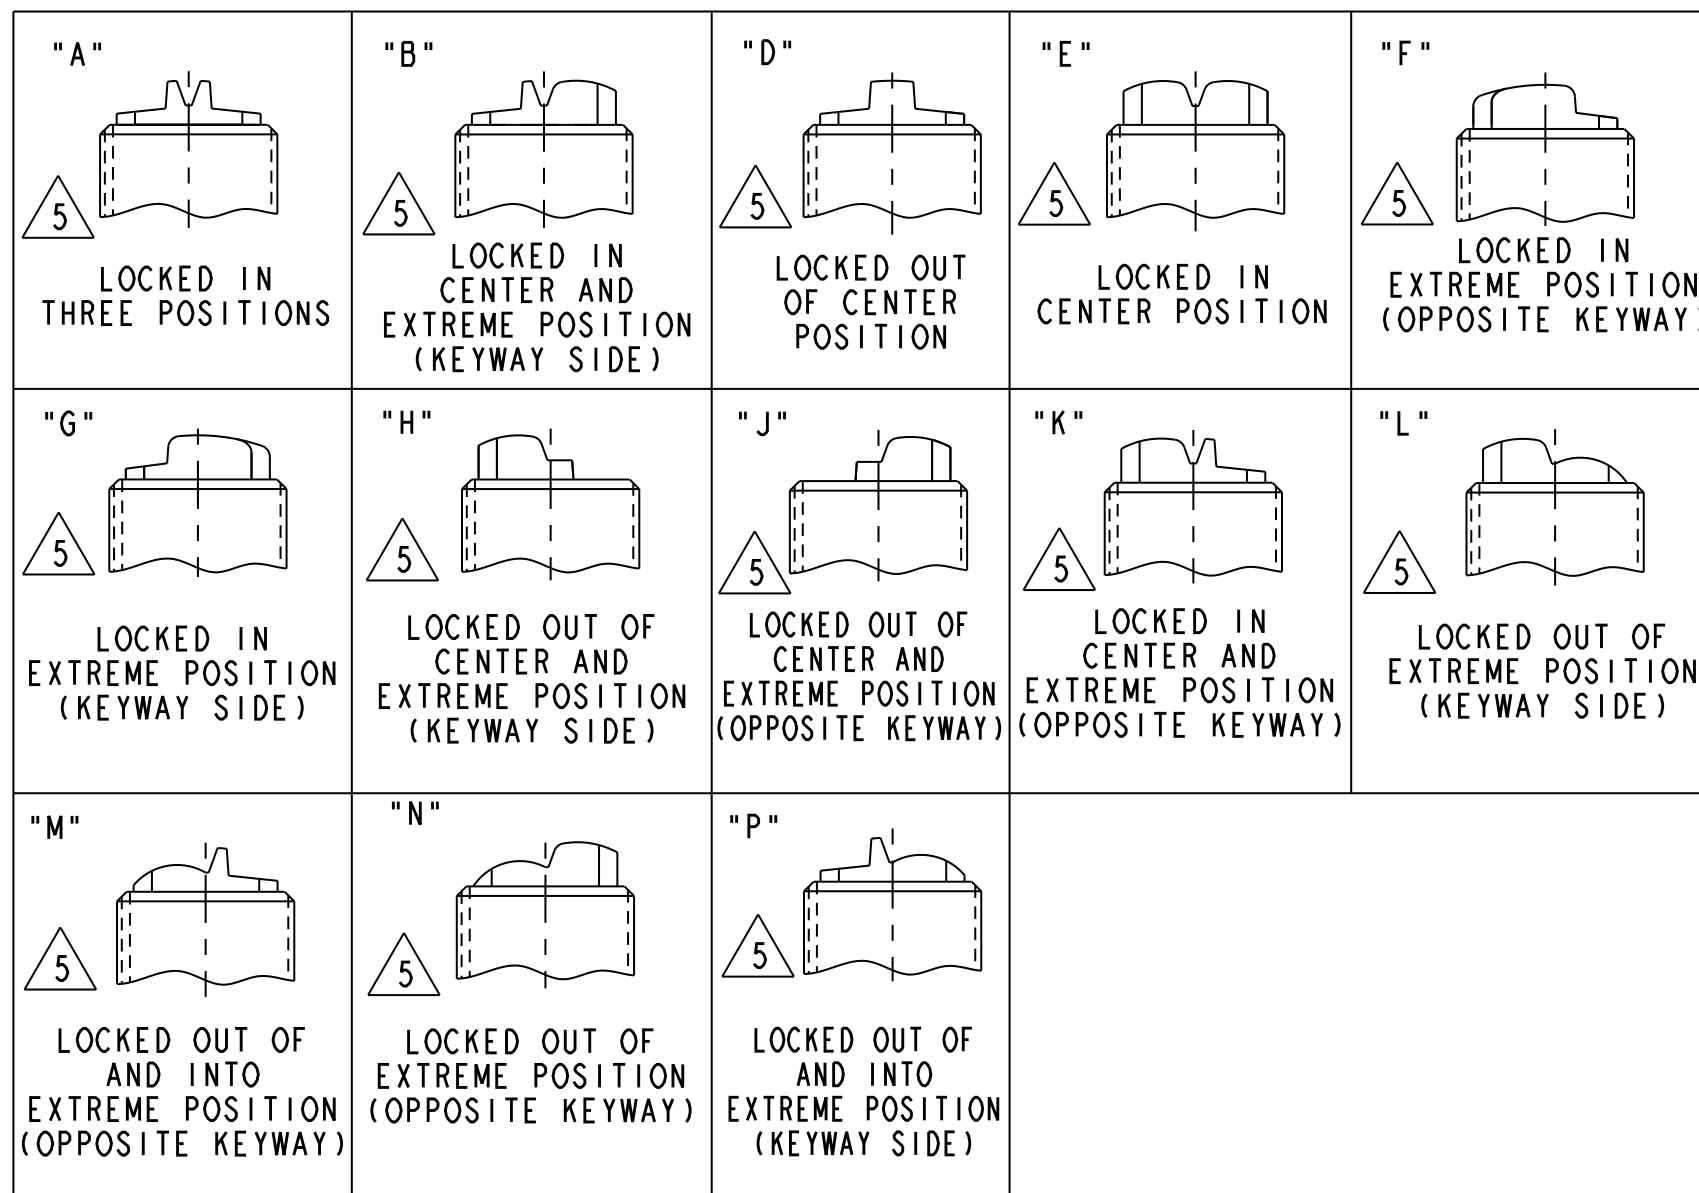 "A"
5
LOCKED IN
THREE POSITIONS
"B"
5
LOCKED IN
CENTER AND
EXTREME POSITION
(KEYWAY SIDE)
"D"
5
LOCKED OUT
OF CENTER
POSITION
"E"
5
LOCKED IN
CENTER POSITION
"F"
5
LOCKED IN
EXTREME POSITION
(OPPOSITE KEYWAY)
"G"
5
LOCKED IN
EXTREME POSITION
(KEYWAY SIDE)
"H"
5
LOCKED OUT OF
CENTER AND
EXTREME POSITION
(KEYWAY SIDE)
"J"
5
LOCKED OUT OF
CENTER AND
EXTREME POSITION
(OPPOSITE KEYWAY)
"K"
5
LOCKED IN
CENTER AND
EXTREME POSITION
(OPPOSITE KEYWAY)
"L"
5
LOCKED OUT OF
EXTREME POSITION
(KEYWAY SIDE)
"M"
5
LOCKED OUT OF
AND INTO
EXTREME POSITION
(OPPOSITE KEYWAY)
"N"
5
LOCKED OUT OF
EXTREME POSITION
(OPPOSITE KEYWAY)
"P"
5
LOCKED OUT OF
AND INTO
EXTREME POSITION
(KEYWAY SIDE)